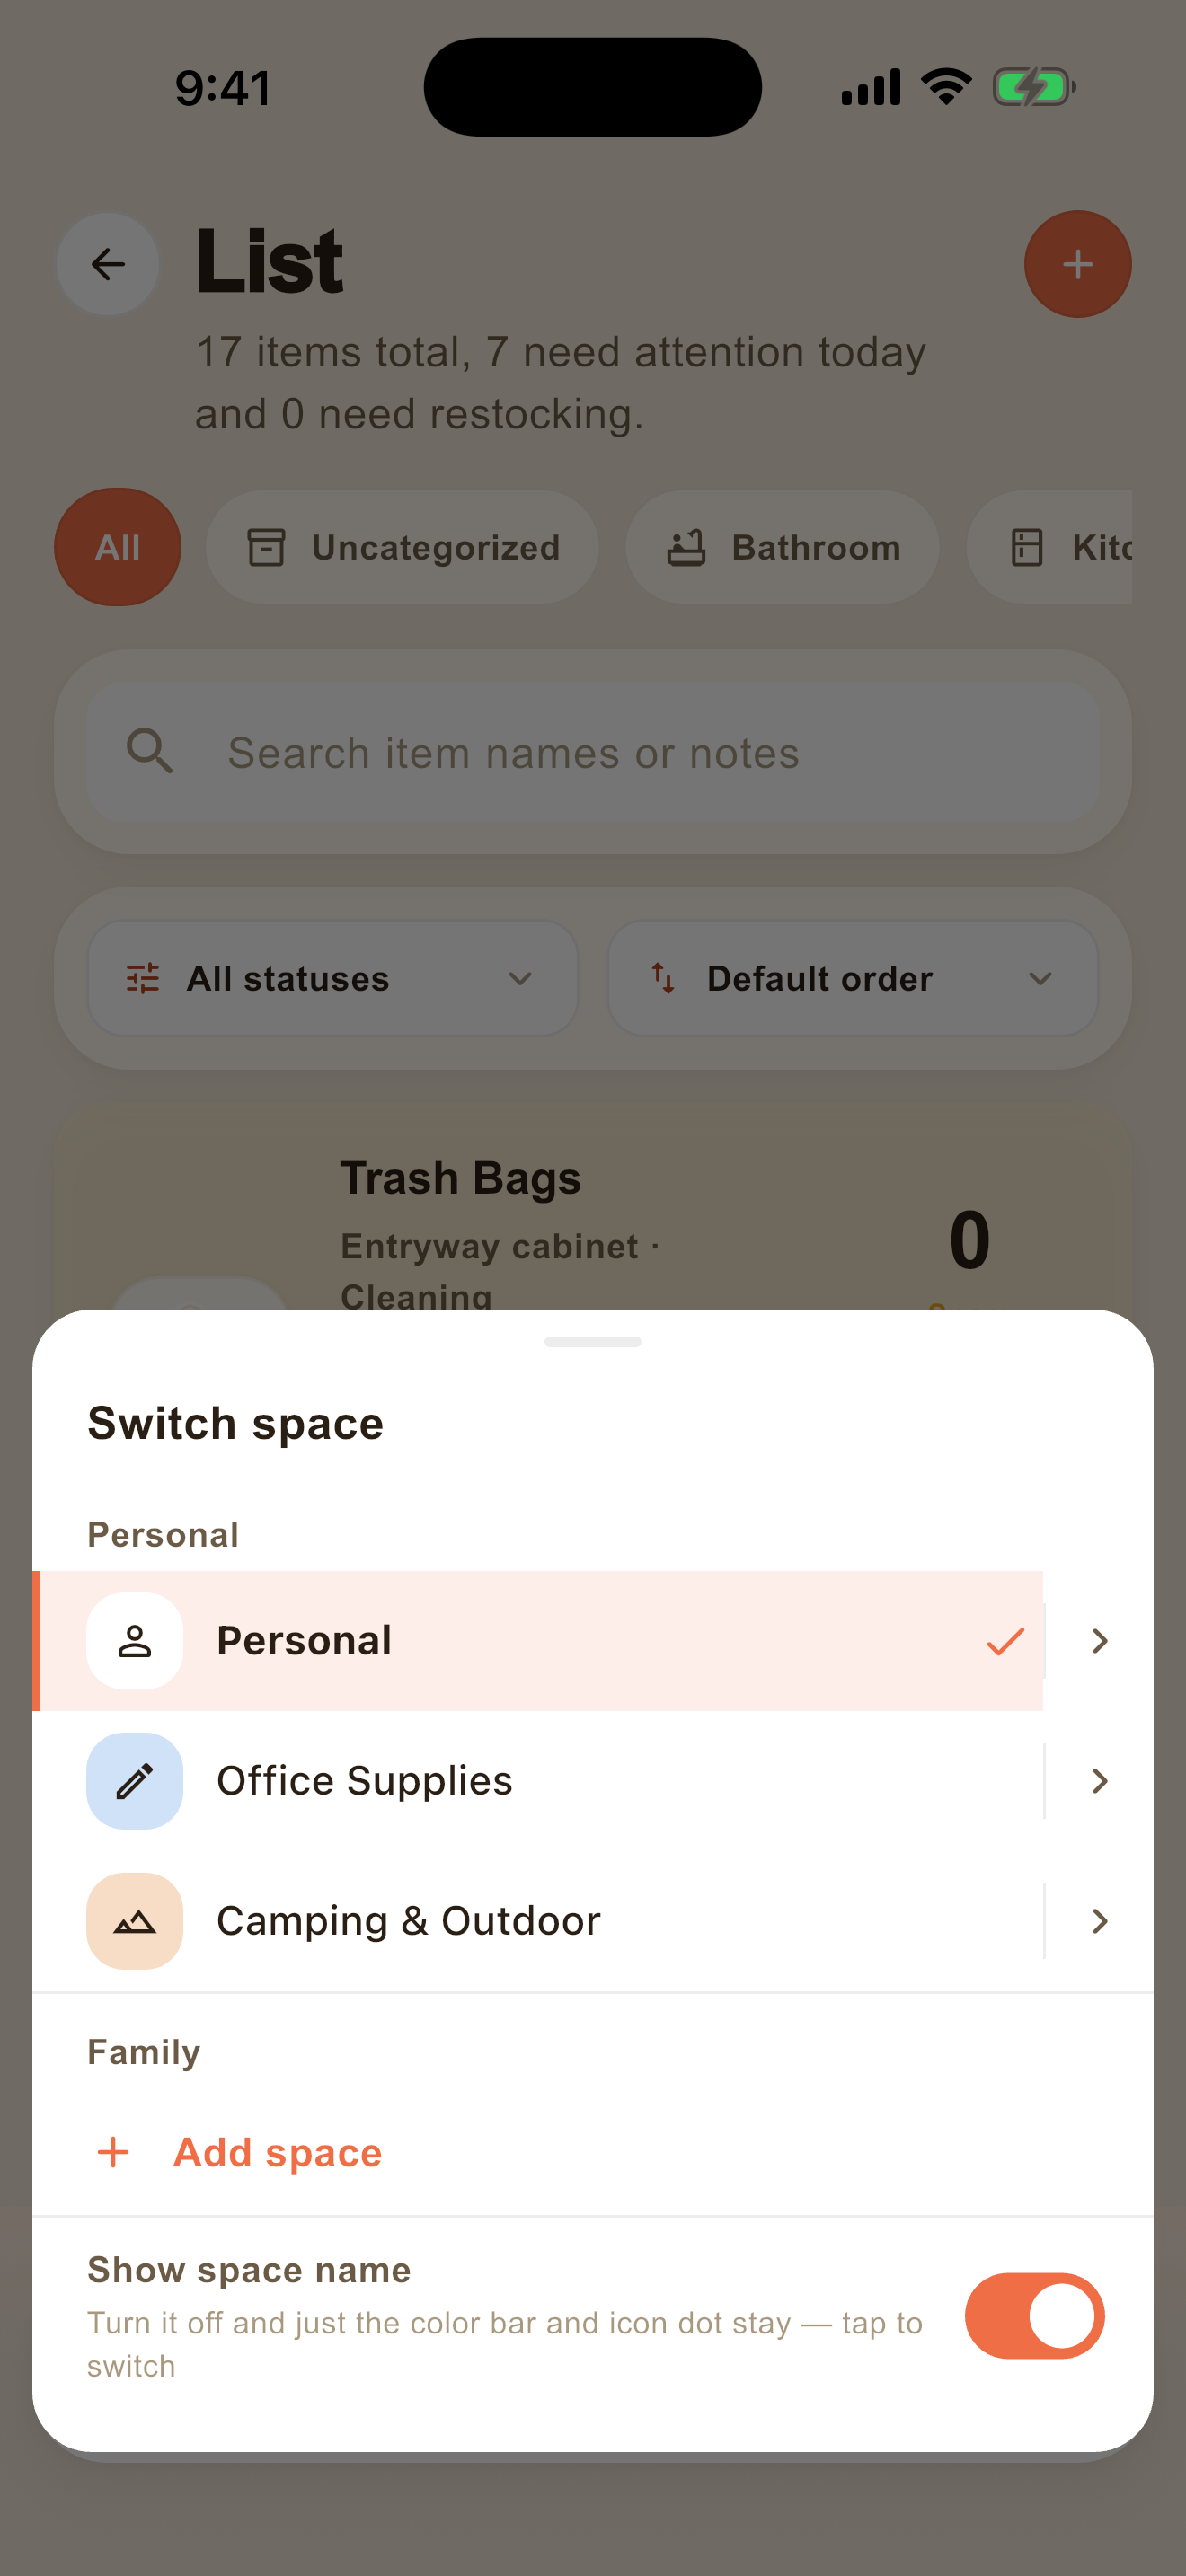 9:41
List
17 items total, 7 need attention today
and 0 need restocking.
All
Uncategorized
Bathroom
Kitc
Search item names or notes
All statuses
Default order
Trash Bags
Entryway cabinet ·
Cleaning
0
Switch space
Personal
Personal
Office Supplies
Camping & Outdoor
Family
Add space
Show space name
Turn it off and just the color bar and icon dot stay — tap to
switch